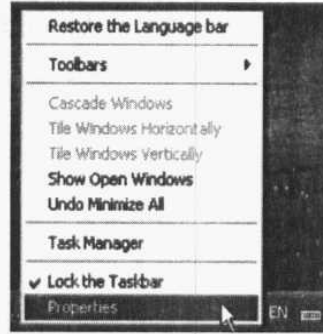 Restore the Language bar
Toolbars
Cascade Windows
Tile Windows Horizontally
Tile Windows Vertically
Show Open Windows
Undo Minimize All
Task Manager
Lock the Taskbar
Properties
EN